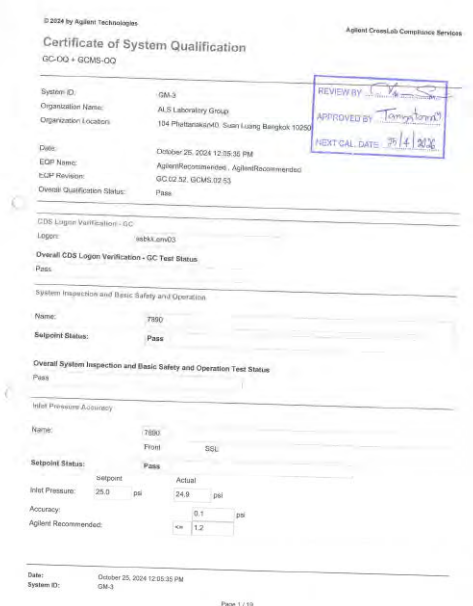 © 2024 by Agilent Technologies
Agilent CrossLab Compliance Services
Certificate of System Qualification
GC-OQ + GCMS-OQ
System ID: GM-3
Organization Name: ALS Laboratory Group
Organization Location: 104 Phattanakan40, Suan Luang Bangkok 10250
REVIEW BY
APPROVED BY
NEXT CAL. DATE 25/4/2026
Date: October 25, 2024 12:05:35 PM
EQP Name: AgilentRecommended, AgilentRecommended
EQP Revision: GC.02.52, GCMS.02.53
Overall Qualification Status: Pass
CDS Logon Verification - GC
Logon:
Overall CDS Logon Verification - GC Test Status
Pass
System Inspection and Basic Safety and Operation
Name: 7890
Setpoint Status: Pass
Overall System Inspection and Basic Safety and Operation Test Status
Pass
Inlet Pressure Accuracy
Name: 7890
Front SSL
Setpoint Status: Pass
Setpoint Actual
Inlet Pressure: 25.0 psi 24.9 psi
Accuracy: 0.1 psi
Agilent Recommended: <= 1.2
Date: October 25, 2024 12:05:35 PM
System ID: GM-3
Page 1 / 19